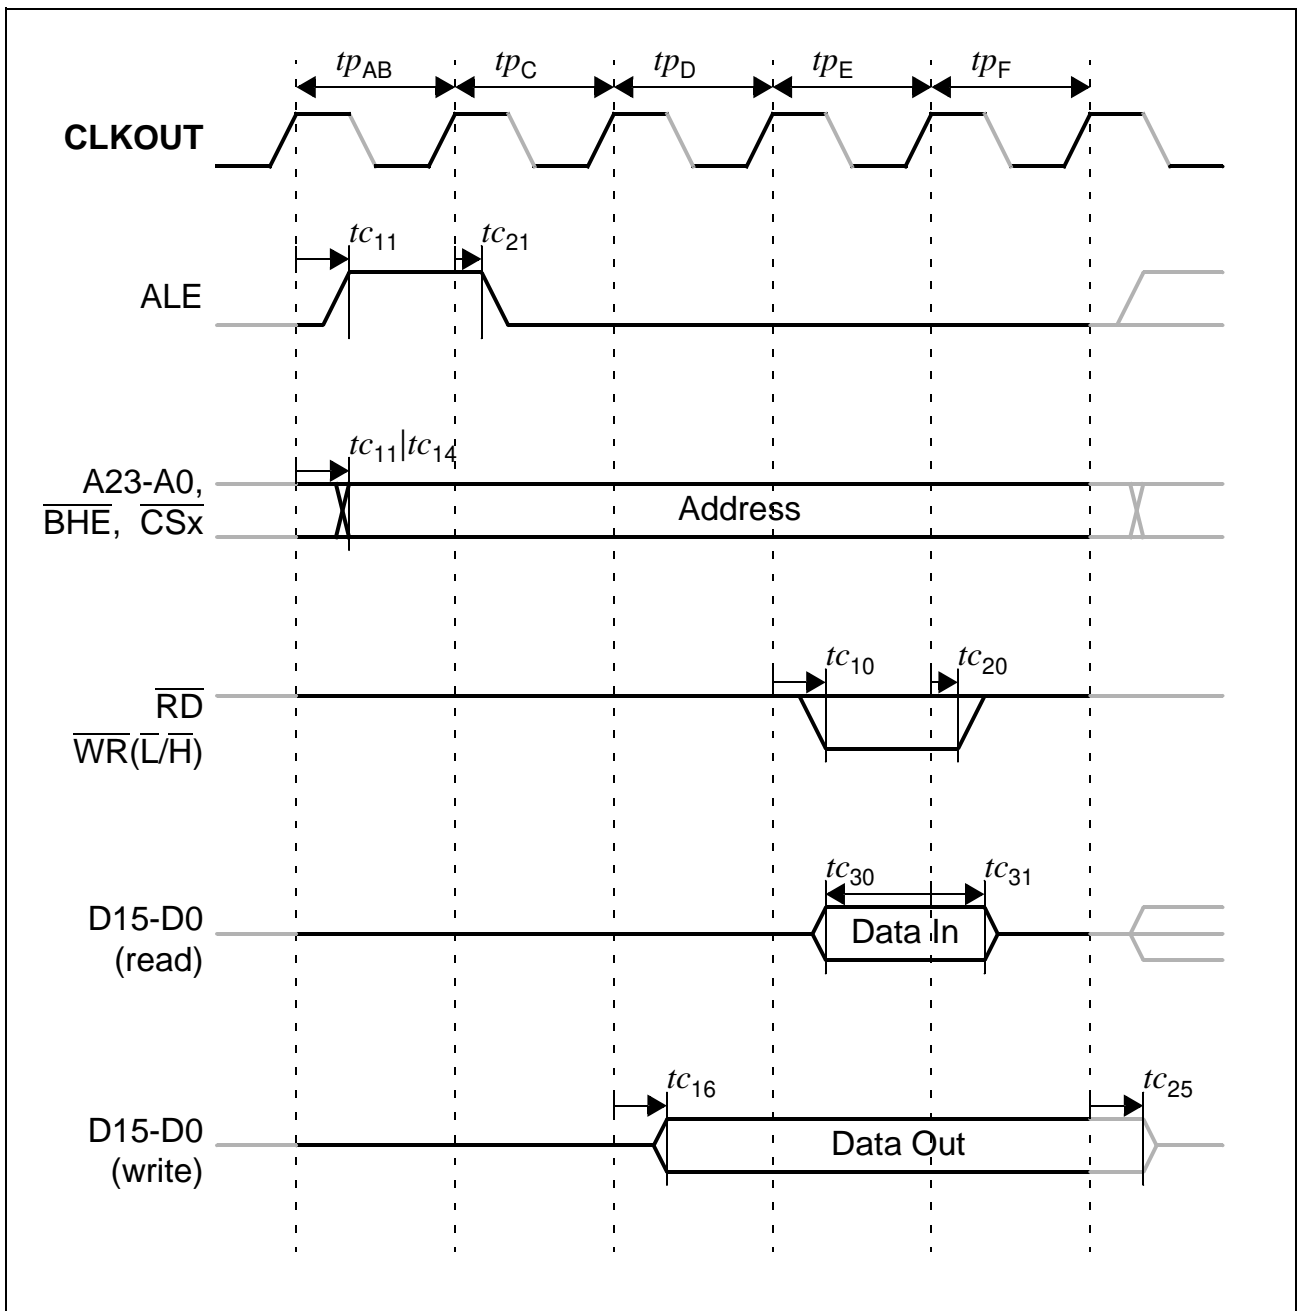 tpAB tpC tpD tpE tpF
CLKOUT
tc11 tc21
ALE
tc11|tc14
A23-A0,
BHE, CSx
Address
tc10 tc20
RD
WR(L/H)
tc30 tc31
D15-D0
(read)
Data In
tc16 tc25
D15-D0
(write)
Data Out